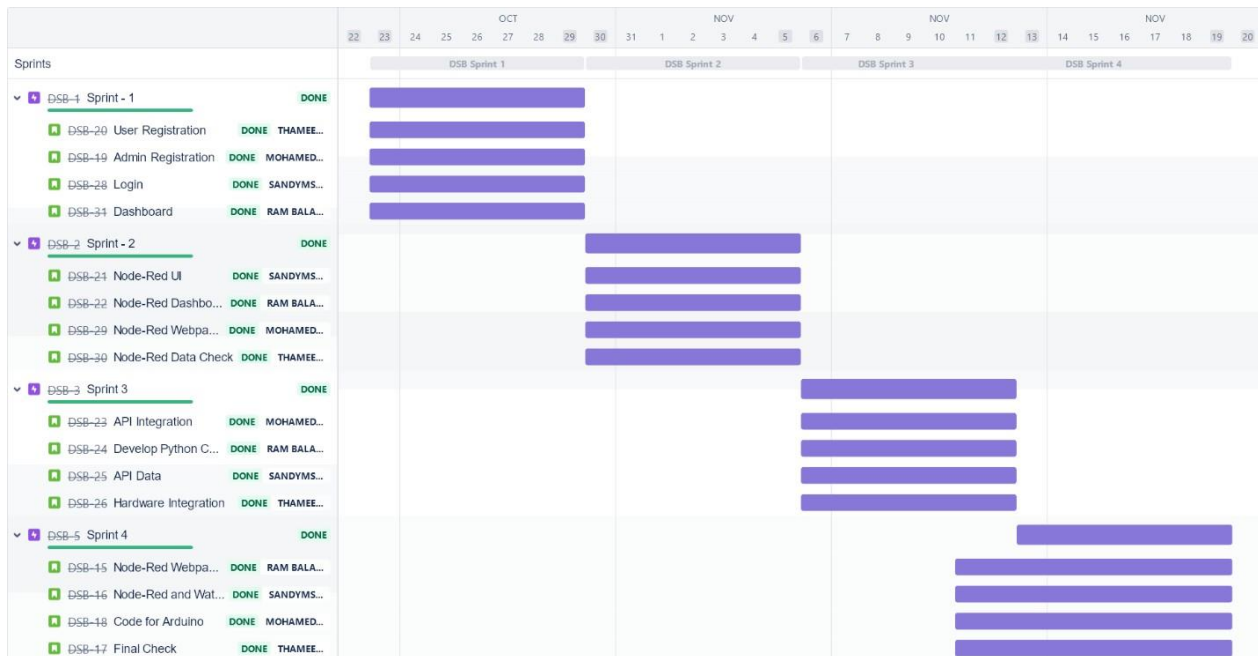 OCT NOV NOV NOV
22 23 24 25 26 27 28 29 30 31 1 2 3 4 5 6 7 8 9 10 11 12 13 14 15 16 17 18 19 20
Sprints DSB Sprint 1 DSB Sprint 2 DSB Sprint 3 DSB Sprint 4
DSB-1 Sprint - 1 DONE
DSB-20 User Registration DONE THAMEE...
DSB-19 Admin Registration DONE MOHAMED...
DSB-28 Login DONE SANDYMS...
DSB-31 Dashboard DONE RAM BALA...
DSB-2 Sprint - 2 DONE
DSB-21 Node-Red UI DONE SANDYMS...
DSB-22 Node-Red Dashbo... DONE RAM BALA...
DSB-29 Node-Red Webpa... DONE MOHAMED...
DSB-30 Node-Red Data Check DONE THAMEE...
DSB-3 Sprint 3 DONE
DSB-23 API Integration DONE MOHAMED...
DSB-24 Develop Python C... DONE RAM BALA...
DSB-25 API Data DONE SANDYMS...
DSB-26 Hardware Integration DONE THAMEE...
DSB-5 Sprint 4 DONE
DSB-15 Node-Red Webpa... DONE RAM BALA...
DSB-16 Node-Red and Wat... DONE SANDYMS...
DSB-18 Code for Arduino DONE MOHAMED...
DSB-17 Final Check DONE THAMEE...